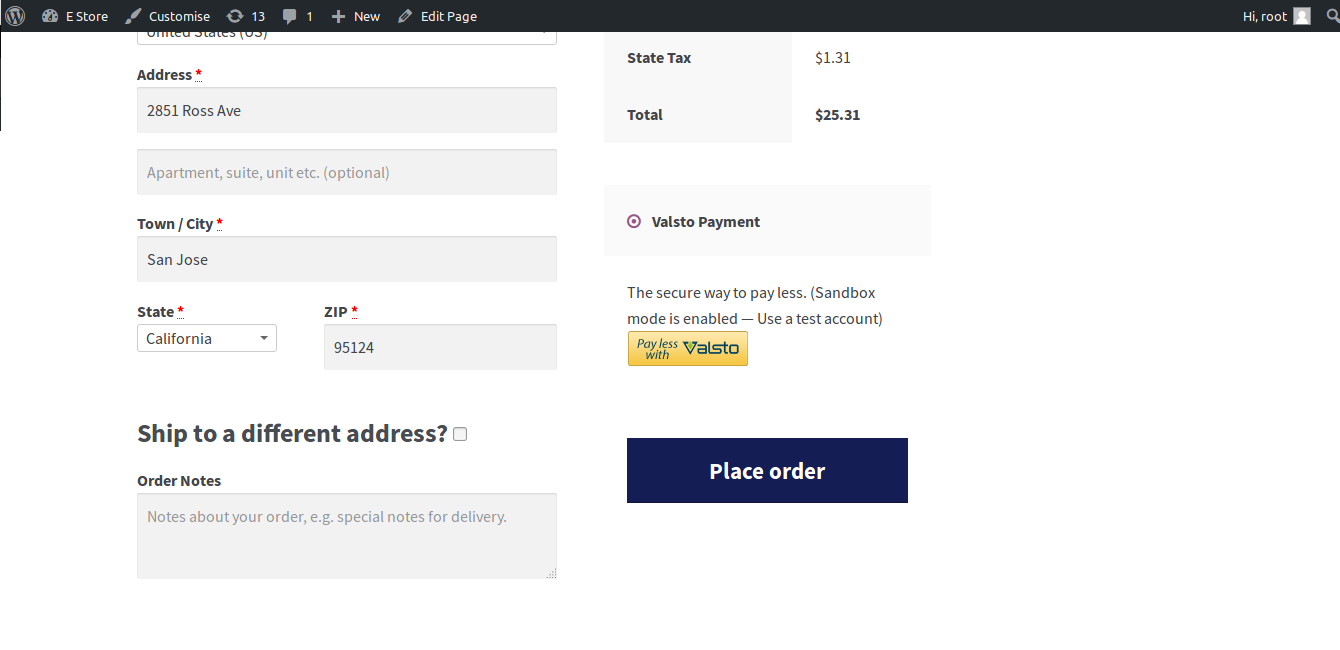 E Store Customise 13 1 New Edit Page Hi, root
United States (US)
Address *
2851 Ross Ave
Apartment, suite, unit etc. (optional)
Town / City *
San Jose
State * ZIP *
California 95124
Ship to a different address?
Order Notes
Notes about your order, e.g. special notes for delivery.
State Tax $1.31
Total $25.31
Valsto Payment
The secure way to pay less. (Sandbox
mode is enabled — Use a test account)
Pay less
with Valsto
Place order